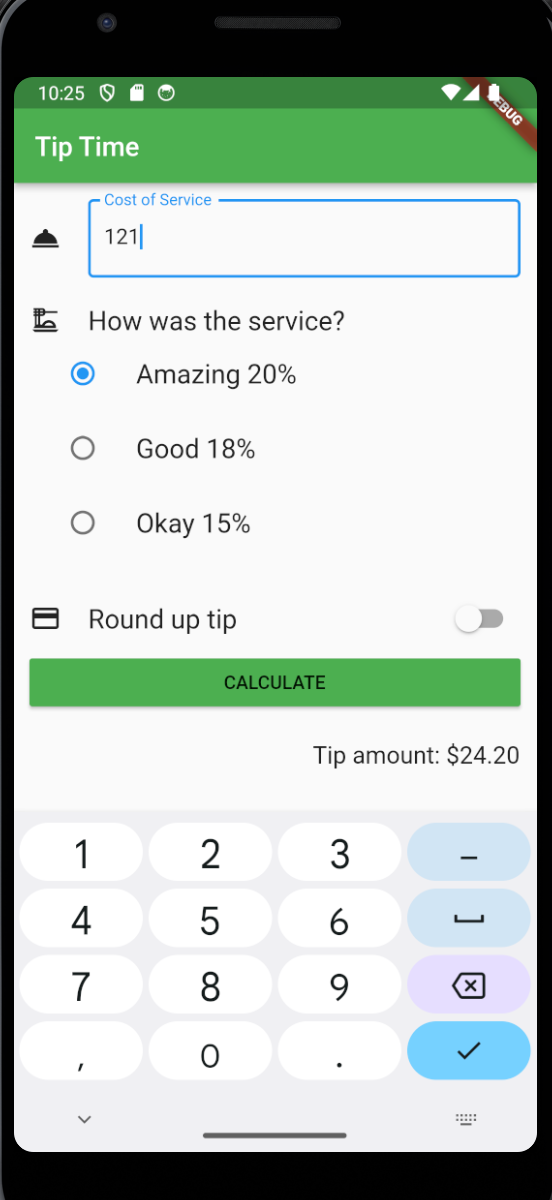 10:25
DEBUG
Tip Time
Cost of Service
121
How was the service?
Amazing 20%
Good 18%
Okay 15%
Round up tip
CALCULATE
Tip amount: $24.20
1 2 3 –
4 5 6
7 8 9
, 0 .